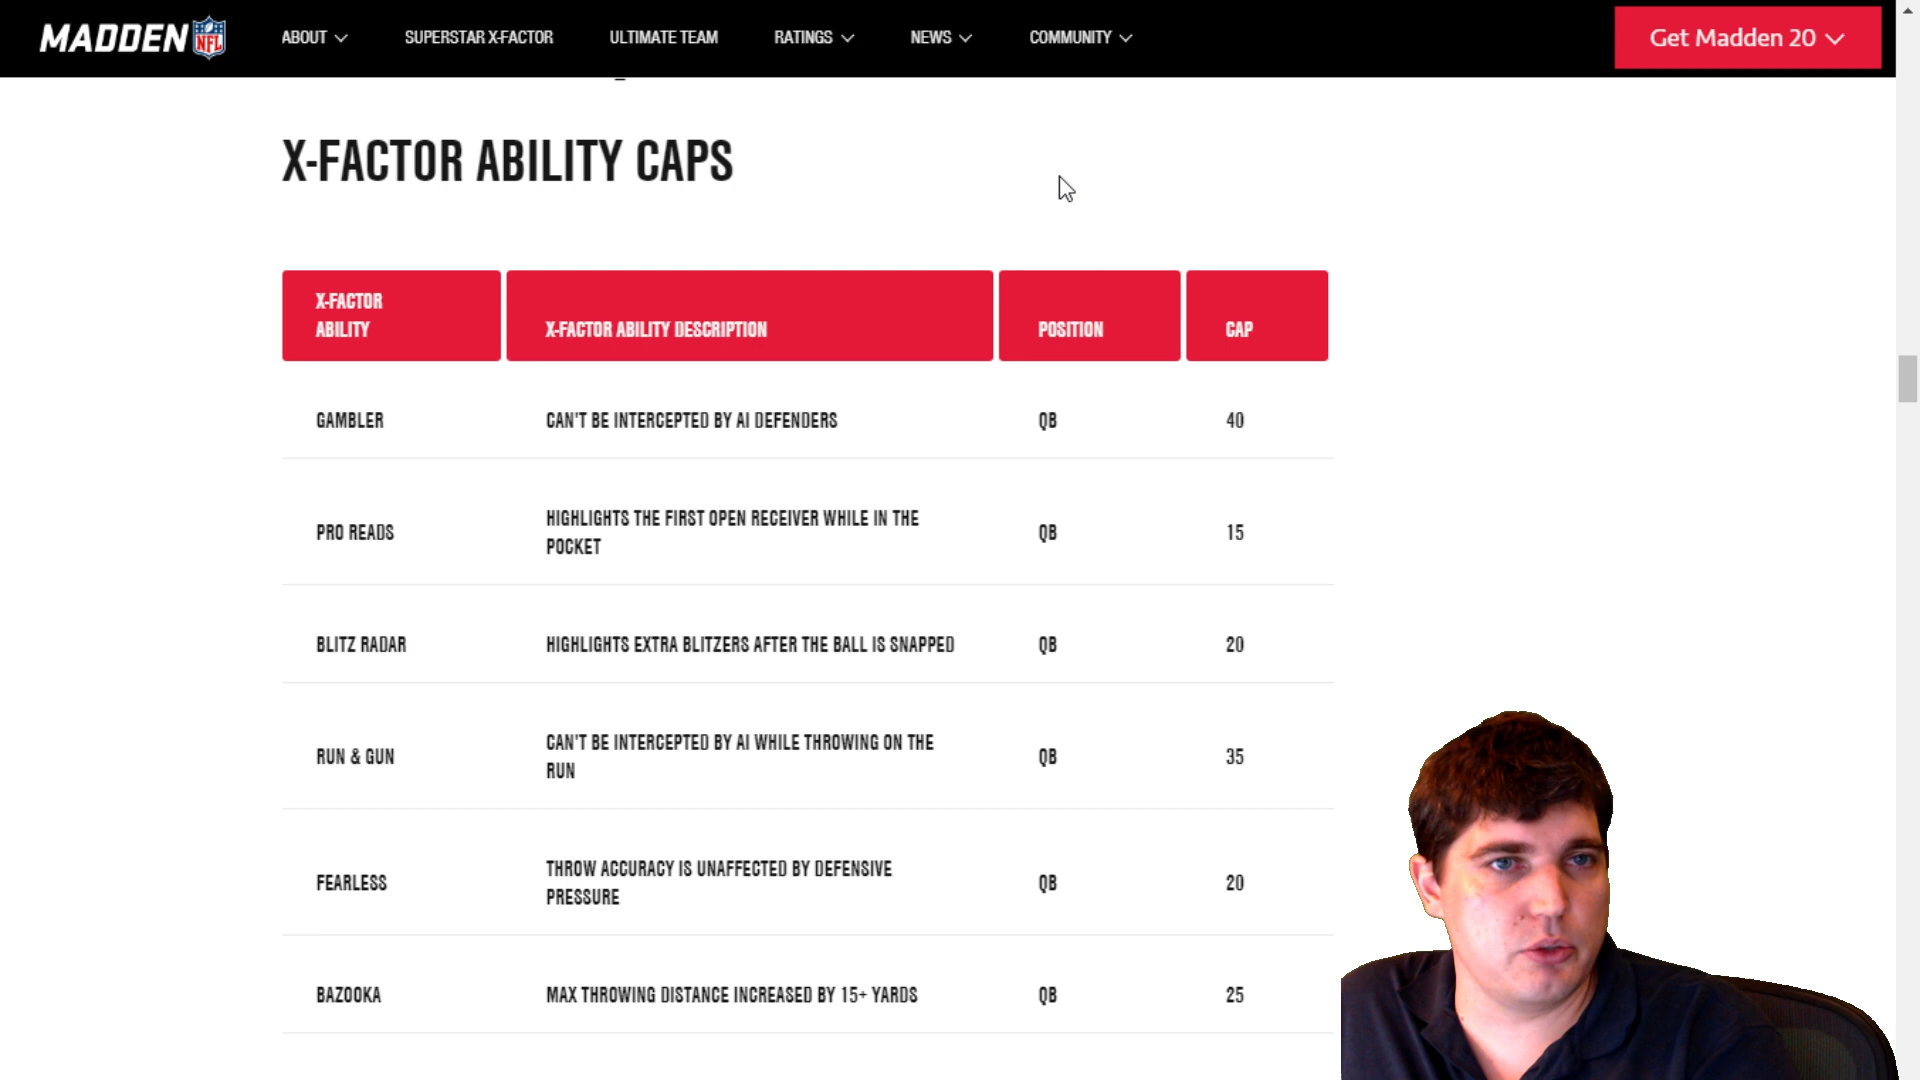 MADDEN NFL
ABOUT
SUPERSTAR X-FACTOR
ULTIMATE TEAM
RATINGS
NEWS
COMMUNITY
Get Madden 20
X-FACTOR ABILITY CAPS
X-FACTOR
ABILITY
X-FACTOR ABILITY DESCRIPTION
POSITION
CAP
GAMBLER
CAN'T BE INTERCEPTED BY AI DEFENDERS
QB
40
PRO READS
HIGHLIGHTS THE FIRST OPEN RECEIVER WHILE IN THE
POCKET
QB
15
BLITZ RADAR
HIGHLIGHTS EXTRA BLITZERS AFTER THE BALL IS SNAPPED
QB
20
RUN & GUN
CAN'T BE INTERCEPTED BY AI WHILE THROWING ON THE
RUN
QB
35
FEARLESS
THROW ACCURACY IS UNAFFECTED BY DEFENSIVE
PRESSURE
QB
20
BAZOOKA
MAX THROWING DISTANCE INCREASED BY 15+ YARDS
QB
25